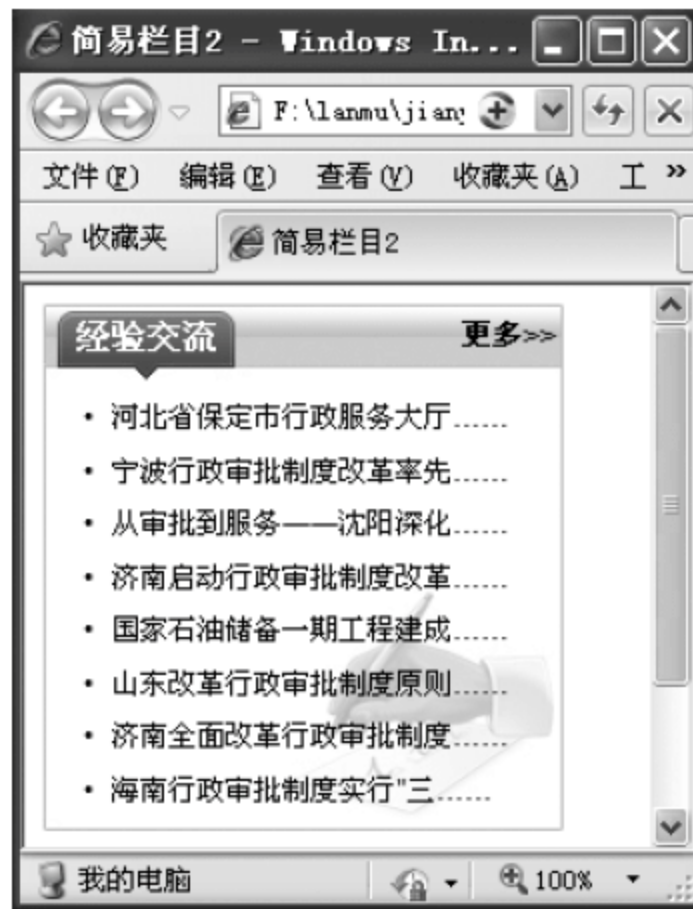 简易栏目2 - Windows In...
F:\lanmu\jian
文件(F) 编辑(E) 查看(V) 收藏夹(A) 工 »
收藏夹 简易栏目2
经验交流 更多>>
• 河北省保定市行政服务大厅......
• 宁波行政审批制度改革率先......
• 从审批到服务——沈阳深化......
• 济南启动行政审批制度改革......
• 国家石油储备一期工程建成......
• 山东改革行政审批制度原则......
• 济南全面改革行政审批制度......
• 海南行政审批制度实行"三......
我的电脑 100%